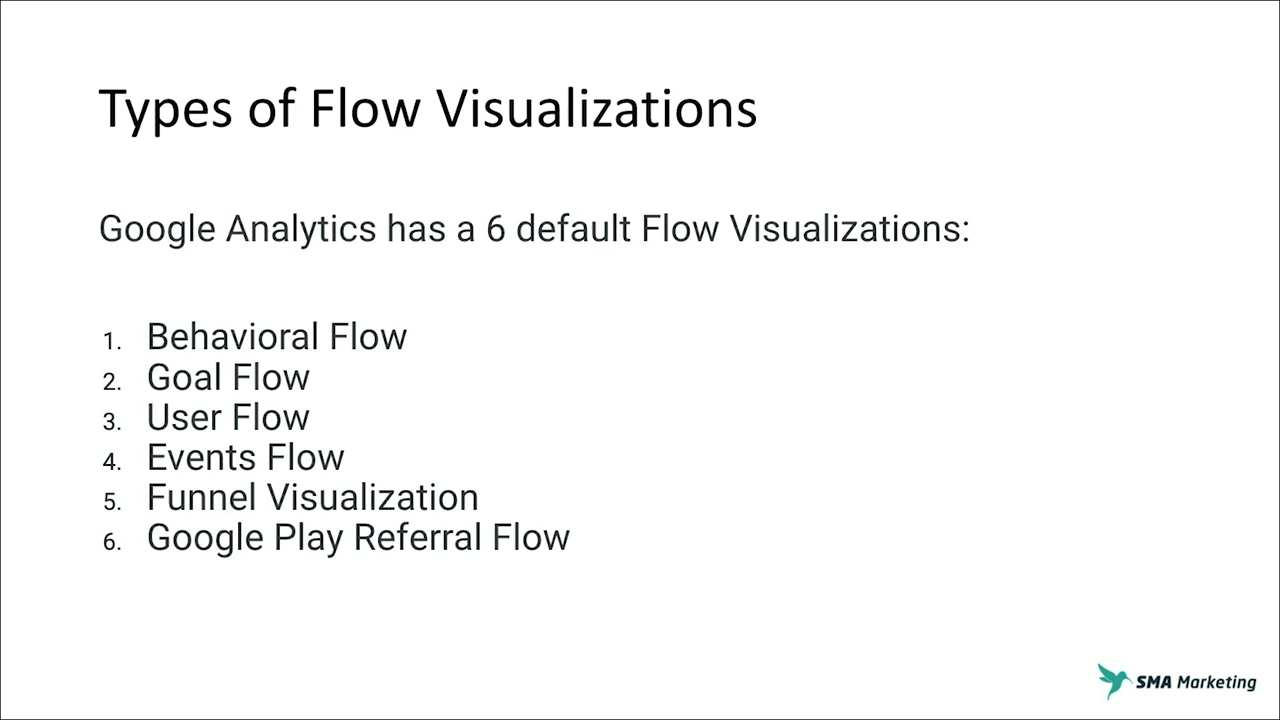 Types of Flow Visualizations
Google Analytics has a 6 default Flow Visualizations:
1. Behavioral Flow
2. Goal Flow
3. User Flow
4. Events Flow
5. Funnel Visualization
6. Google Play Referral Flow
SMA Marketing